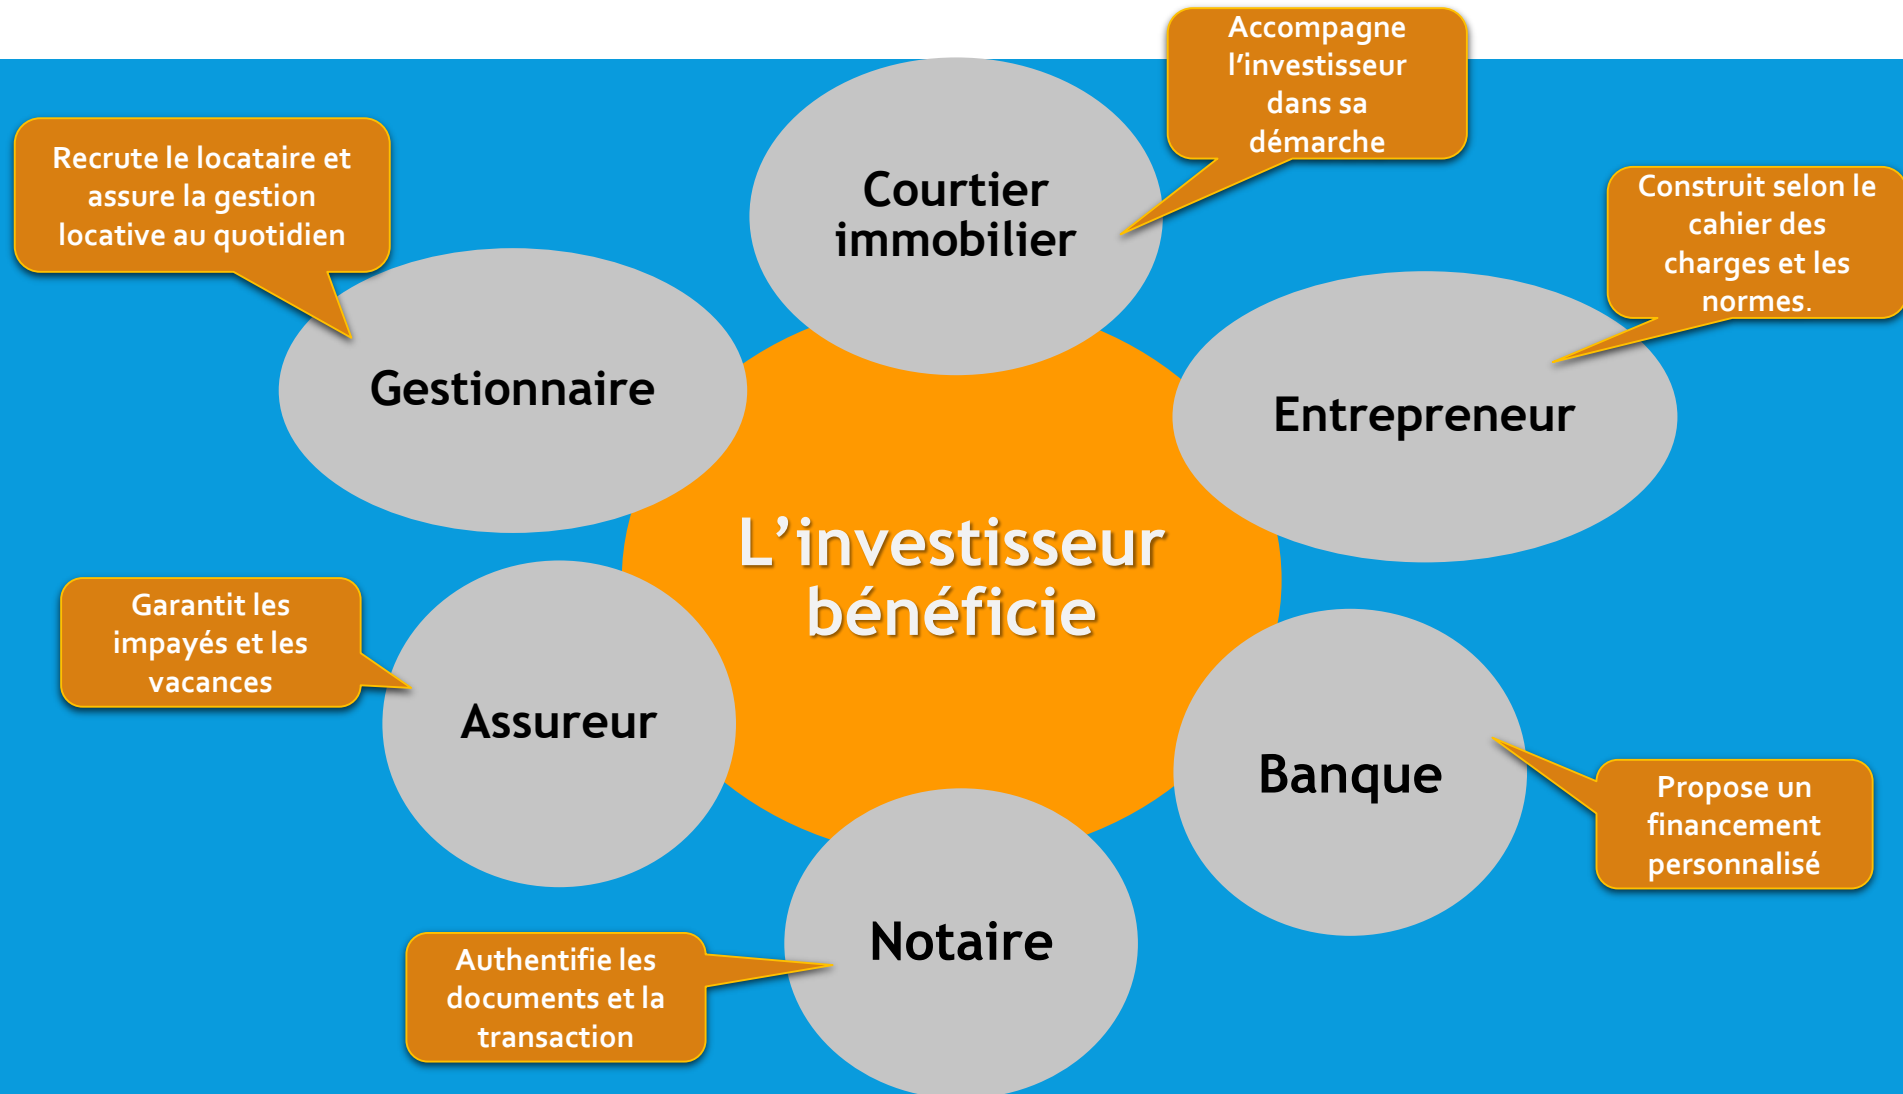 Accompagne
l’investisseur
dans sa
démarche
Recrute le locataire et
assure la gestion
locative au quotidien
Courtier
immobilier
Construit selon le
cahier des
charges et les
normes.
Gestionnaire
Entrepreneur
L’investisseur
bénéficie
Garantit les
impayés et les
vacances
Assureur
Banque
Propose un
financement
personnalisé
Notaire
Authentifie les
documents et la
transaction